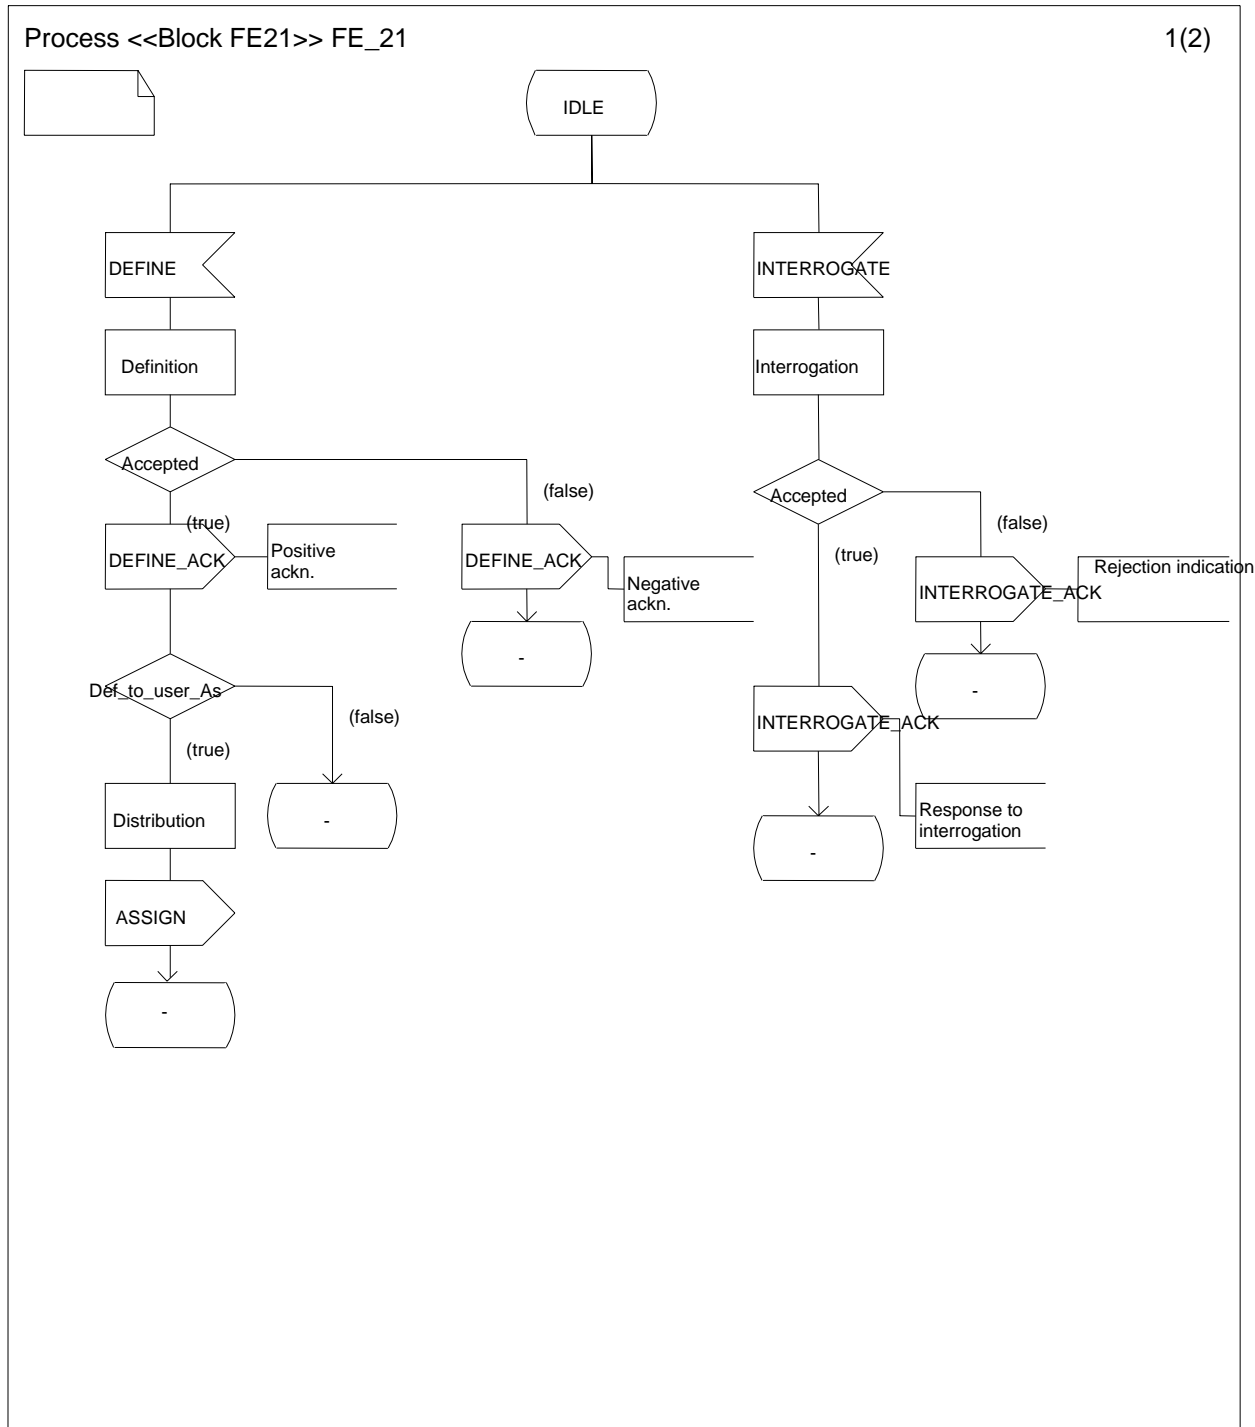 Process <<Block FE21>> FE_21
1(2)
IDLE
DEFINE
INTERROGATE
Definition
Interrogation
Accepted
(false)
Accepted
(false)
(true)
DEFINE_ACK
Positive
ackn.
DEFINE_ACK
Negative
ackn.
(true)
INTERROGATE_ACK
Rejection indication
-
-
Def_to_user_As
(false)
(true)
INTERROGATE_ACK
Distribution
-
Response to
interrogation
-
ASSIGN
-